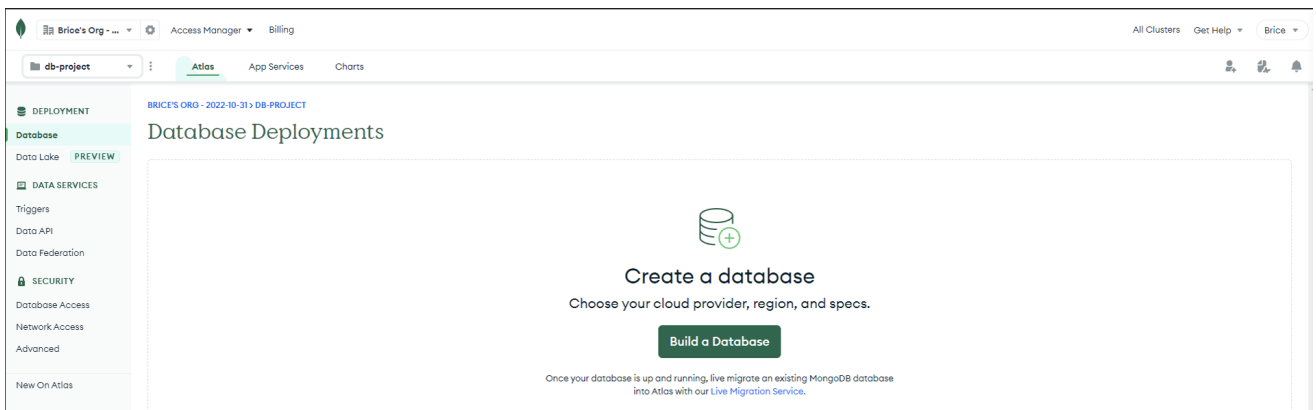 Brice's Org - ... Access Manager Billing All Clusters Get Help Brice
db-project Atlas App Services Charts
DEPLOYMENT
Database
Data Lake PREVIEW
DATA SERVICES
Triggers
Data API
Data Federation
SECURITY
Database Access
Network Access
Advanced
New On Atlas
BRICE'S ORG - 2022-10-31 > DB-PROJECT
Database Deployments
Create a database
Choose your cloud provider, region, and specs.
Build a Database
Once your database is up and running, live migrate an existing MongoDB database
into Atlas with our Live Migration Service.